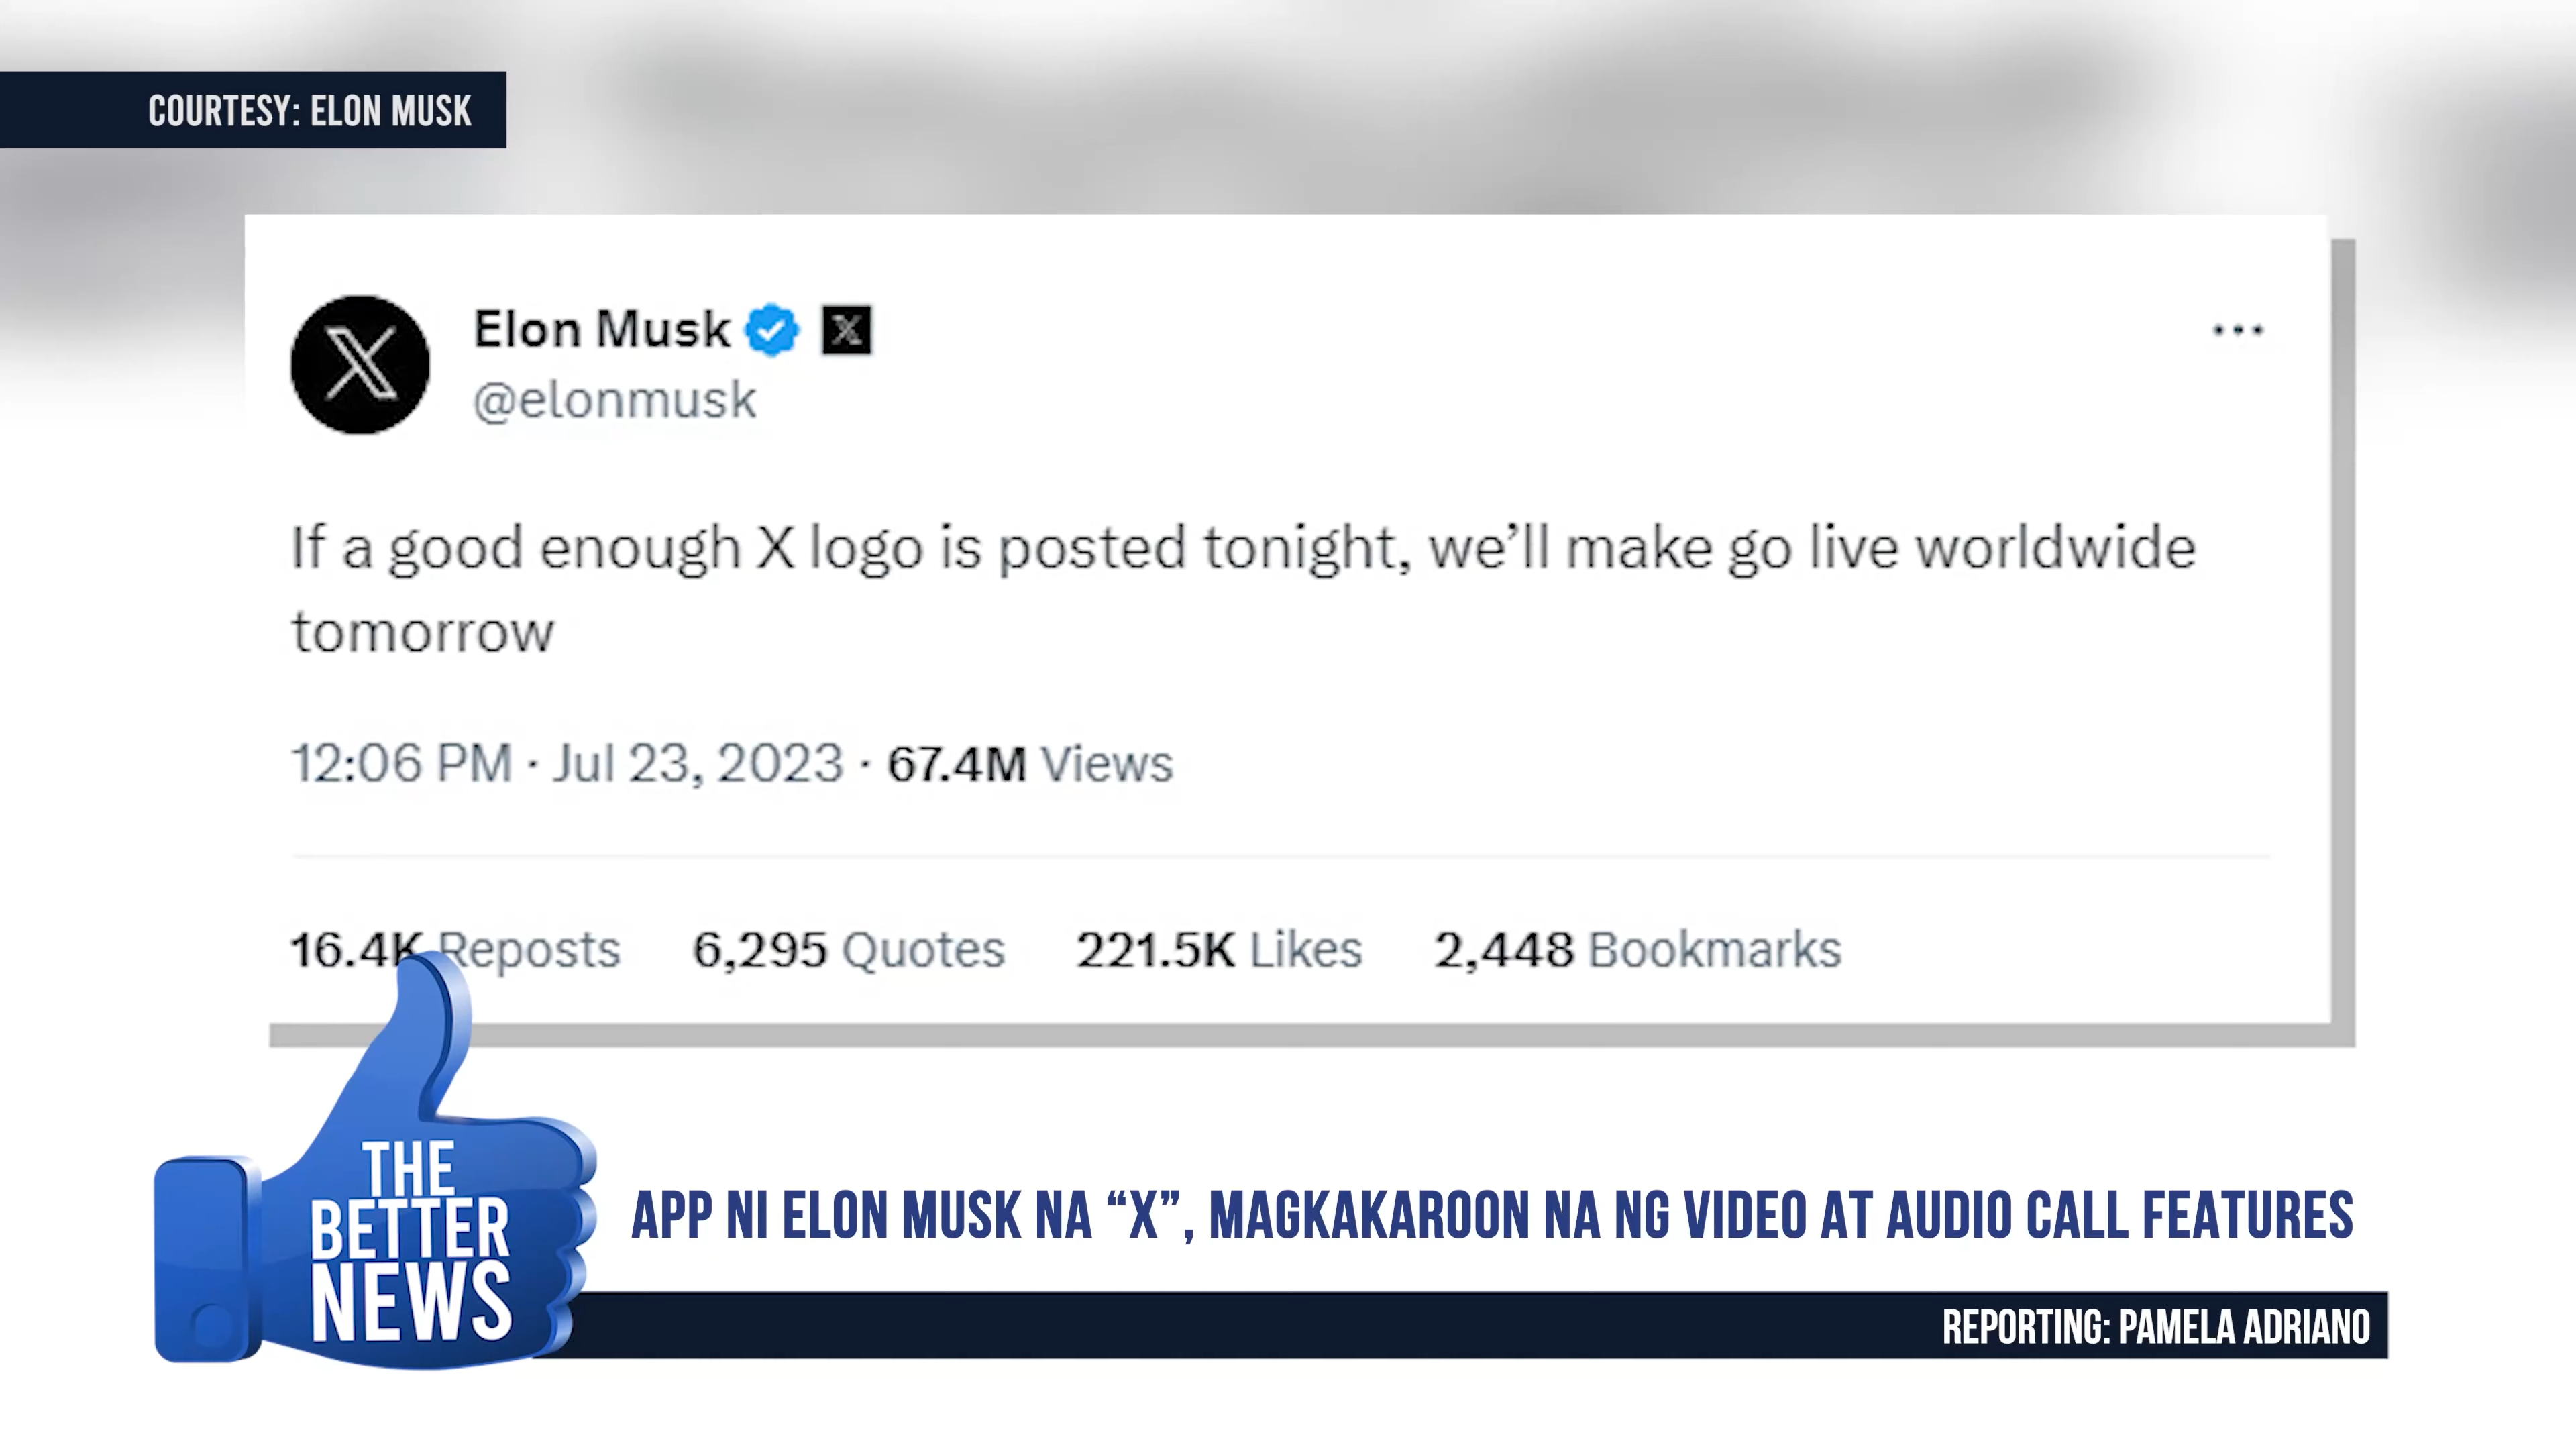 COURTESY: ELON MUSK
Elon Musk
@elonmusk
If a good enough X logo is posted tonight, we’ll make go live worldwide
tomorrow
12:06 PM · Jul 23, 2023 · 67.4M Views
16.4K Reposts 6,295 Quotes 221.5K Likes 2,448 Bookmarks
THE
BETTER
NEWS
APP NI ELON MUSK NA “X”, MAGKAKAROON NA NG VIDEO AT AUDIO CALL FEATURES
REPORTING: PAMELA ADRIANO